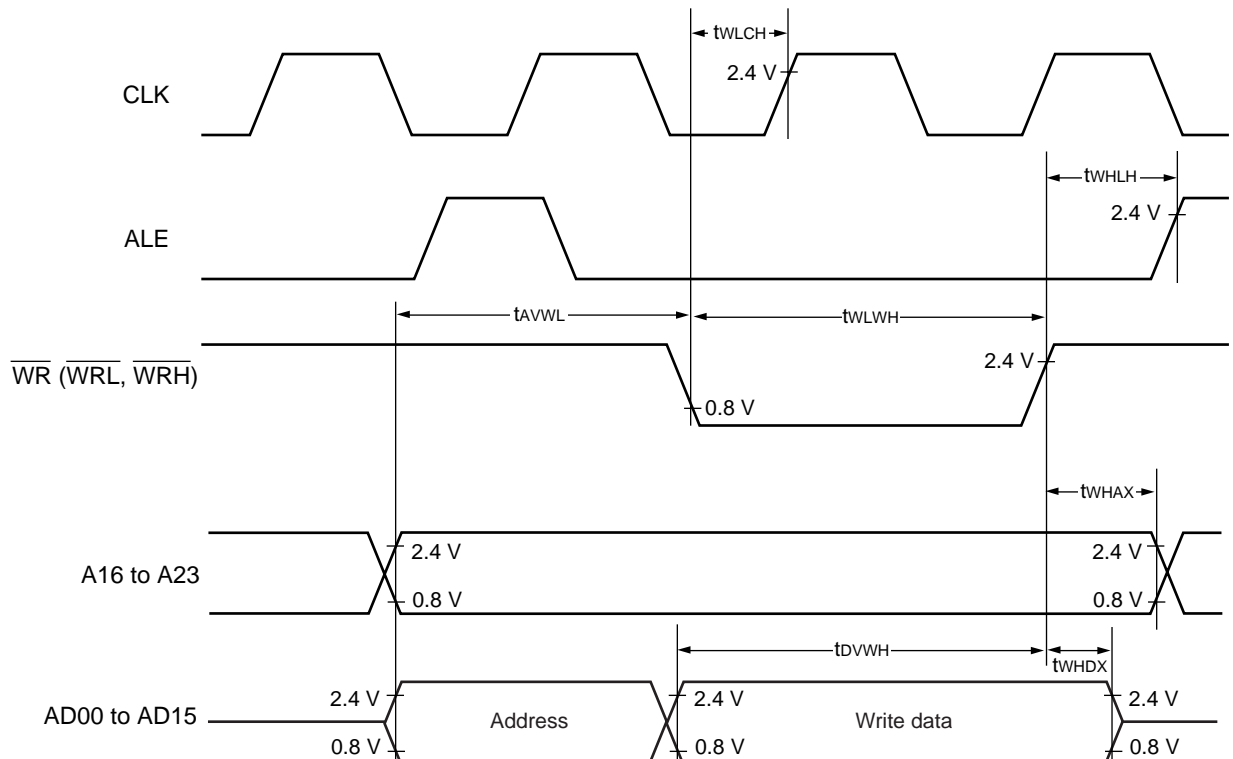 tWLCH
2.4 V
CLK
tWHLH
2.4 V
ALE
tAVWL
tWLWH
WR (WRL, WRH)
2.4 V
0.8 V
tWHAX
2.4 V
2.4 V
A16 to A23
0.8 V
0.8 V
tDVWH
tWHDX
2.4 V
2.4 V
2.4 V
AD00 to AD15
Address
Write data
0.8 V
0.8 V
0.8 V